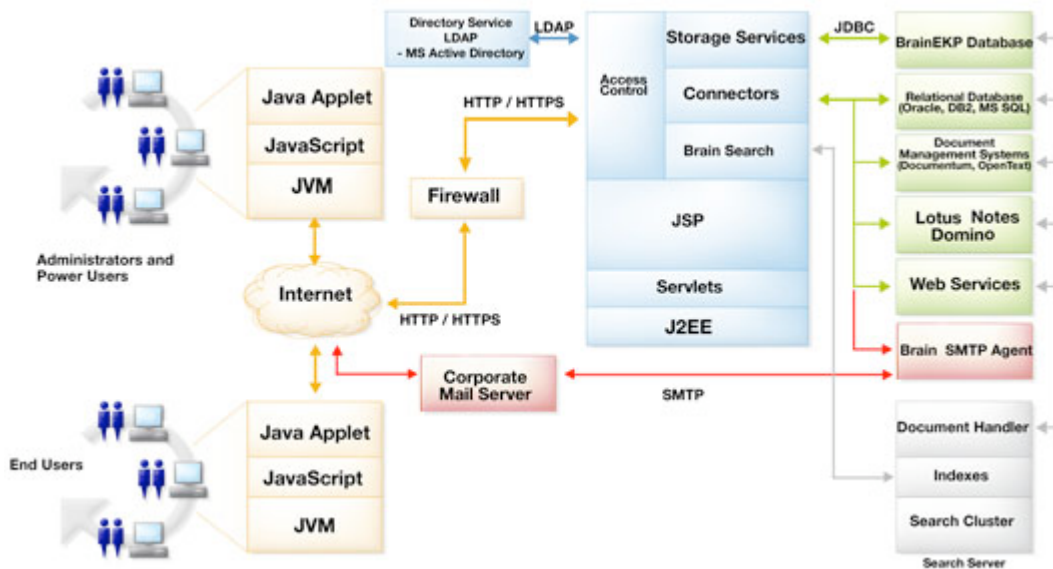 Directory Service
LDAP
- MS Active Directory
LDAP
Storage Services
JDBC
BrainEKP Database
Access
Control
Connectors
Relational Database
(Oracle, DB2, MS SQL)
Java Applet
JavaScript
JVM
HTTP / HTTPS
Brain Search
Document
Management Systems
(Documentum, OpenText)
Firewall
JSP
Lotus Notes
Domino
Administrators and
Power Users
Internet
HTTP / HTTPS
Servlets
Web Services
J2EE
Brain SMTP Agent
Corporate
Mail Server
SMTP
End Users
Java Applet
JavaScript
JVM
Document Handler
Indexes
Search Cluster
Search Server